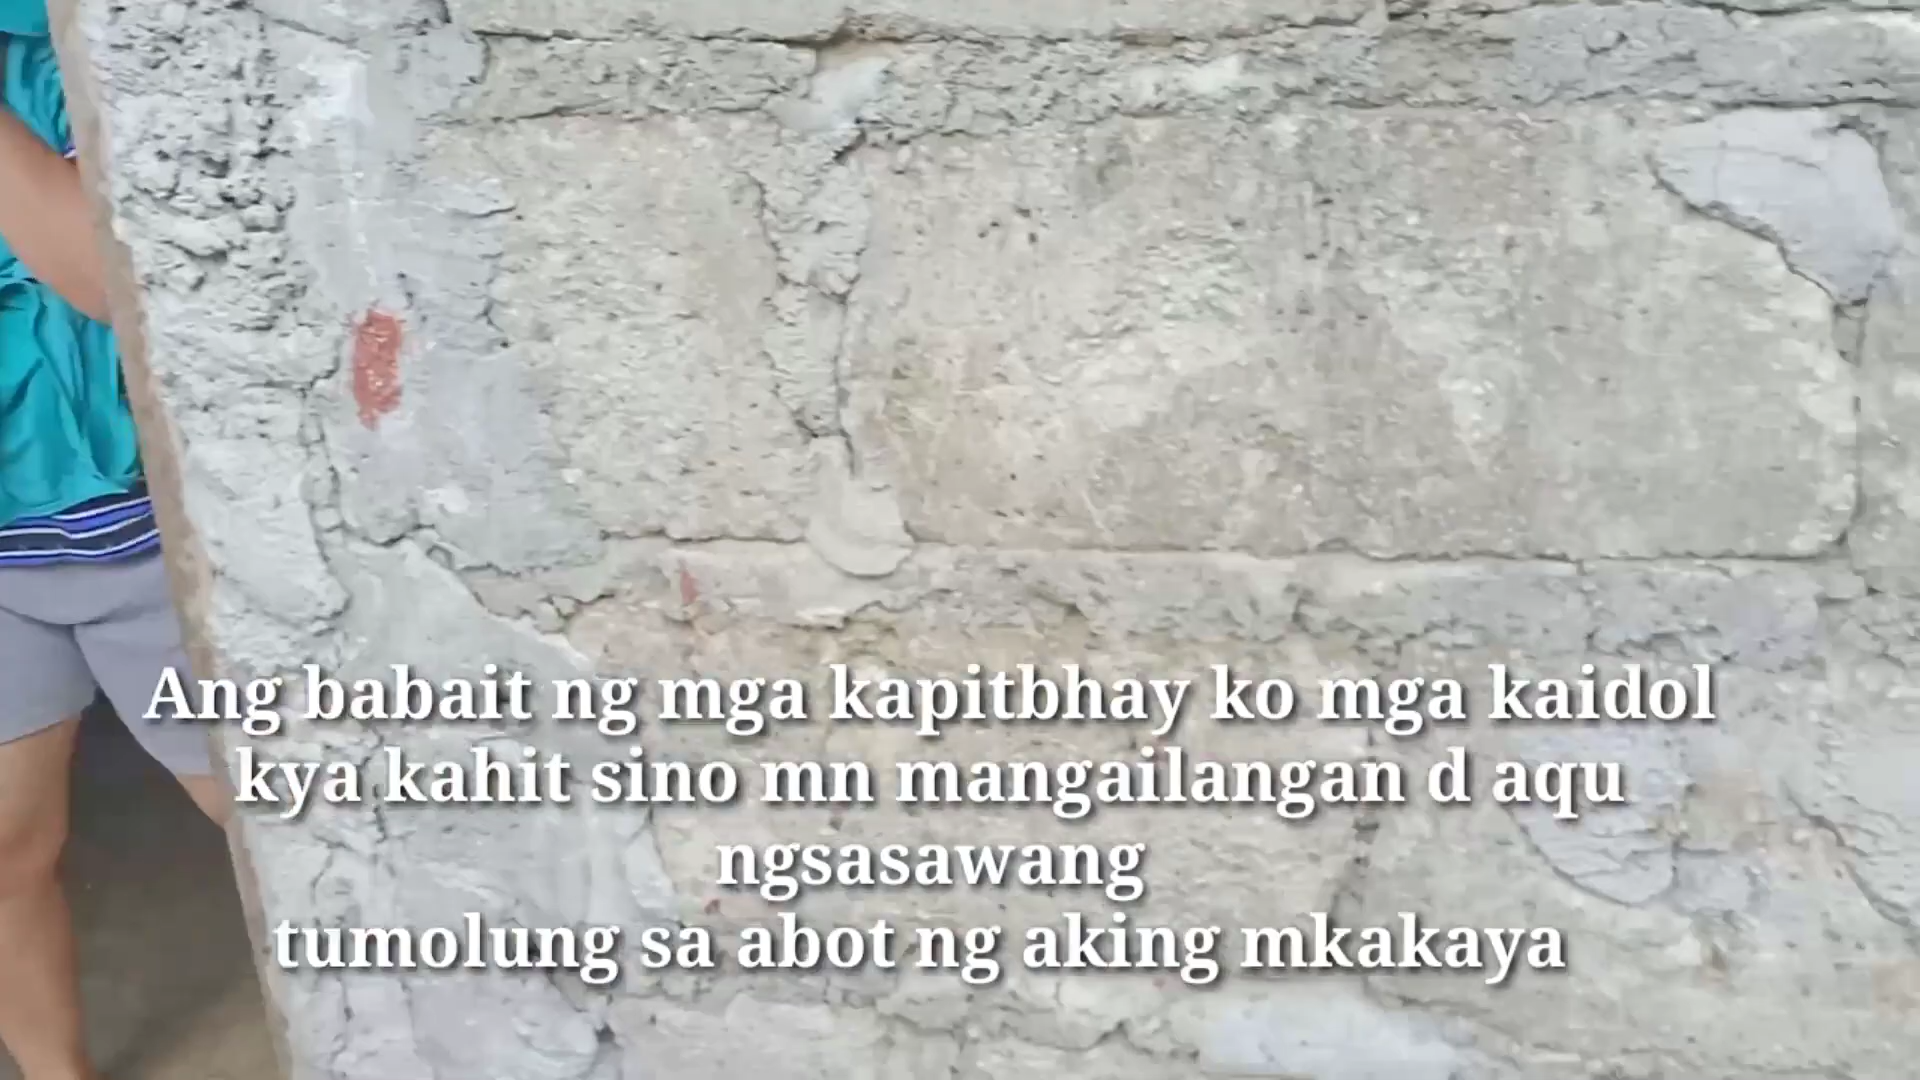 Ang babait ng mga kapitbhay ko mga kaidol
kya kahit sino mn mangailangan d aqu
ngsasawang
tumolung sa abot ng aking mkakaya